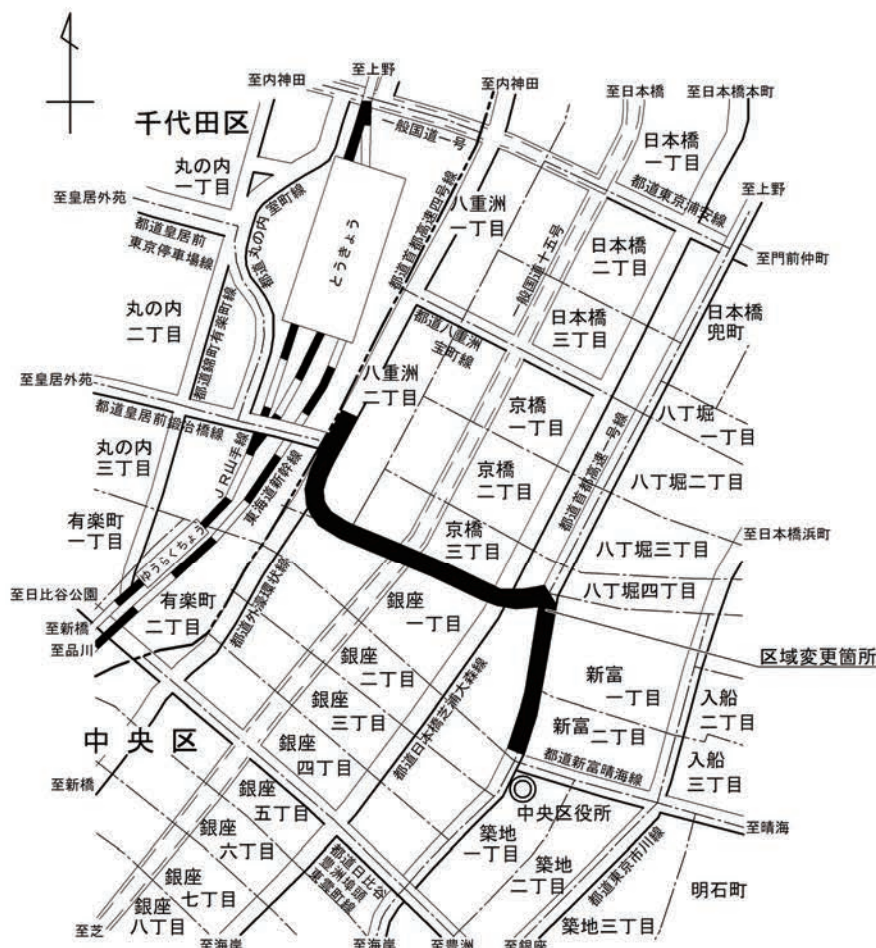 至内神田
至上野
至内神田
至日本橋
至日本橋本町
千代田区
一般国道一号
日本橋
一丁目
丸の内
一丁目
都道東京浦安線
至皇居外苑
至上野
都道皇居前
東京停車場線
都道丸の内室町線
とうきょう
都道首都高速四号線
八重洲
一丁目
一般国道十五号
日本橋
二丁目
至門前仲町
丸の内
二丁目
都道錦町有楽町線
都道八重洲
宝町線
日本橋
三丁目
日本橋
兜町
至皇居外苑
八重洲
二丁目
都道皇居前鍛冶橋線
京橋
一丁目
八丁堀
一丁目
都道首都高速一号線
丸の内
三丁目
JR山手線
東海道新幹線
京橋
二丁目
八丁堀二丁目
有楽町
一丁目
京橋
三丁目
八丁堀三丁目
至日本橋浜町
ゆうらくちょう
八丁堀四丁目
至日比谷公園
有楽町
二丁目
都道外濠環状線
銀座
一丁目
至新橋
至品川
区域変更箇所
銀座
二丁目
新富
一丁目
入船
二丁目
銀座
三丁目
都道日本橋芝浦大森線
新富
二丁目
中央区
銀座
四丁目
都道新富晴海線
入船
三丁目
至新橋
銀座
五丁目
中央区役所
至晴海
銀座
六丁目
築地
一丁目
都道日比谷
豊洲埠頭
東雲町線
築地
二丁目
都道東京市川線
銀座
七丁目
明石町
銀座
八丁目
築地三丁目
至芝
至海岸
至海岸
至豊洲
至銀座